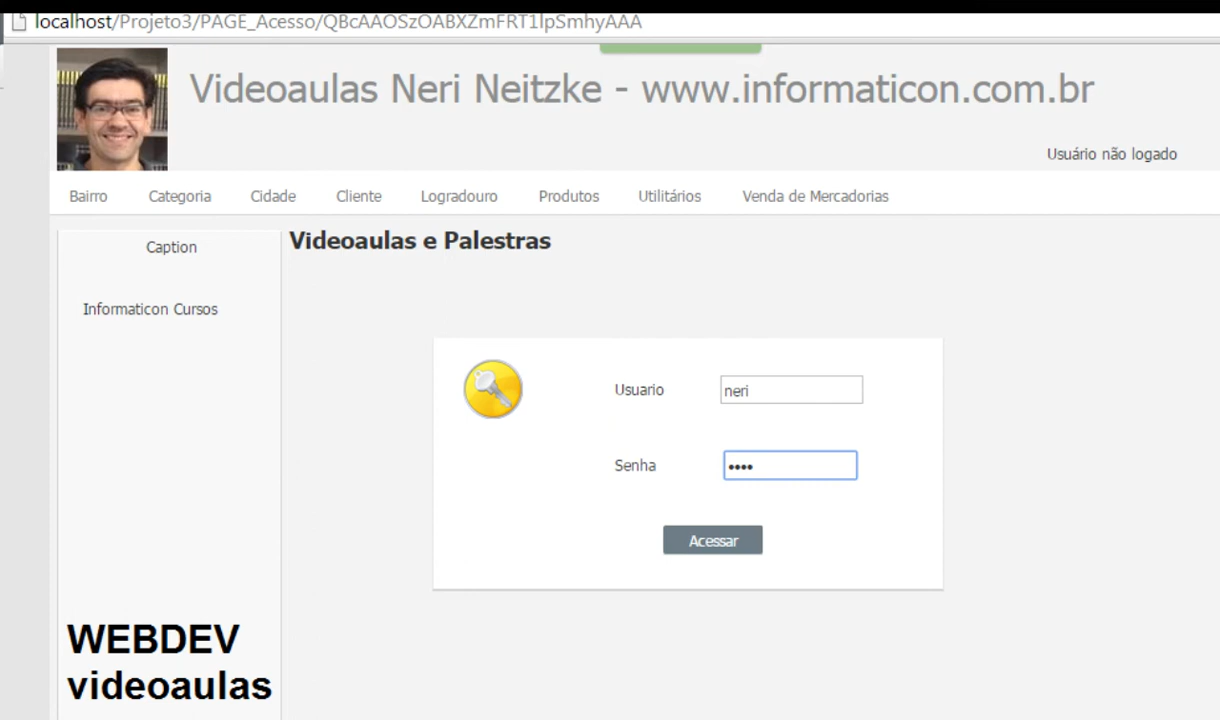 localhost/Projeto3/PAGE_Acesso/QBcAAOSzOABXZmFRT1lpSmhyAAA
Videoaulas Neri Neitzke - www.informaticon.com.br
Usuário não logado
Bairro Categoria Cidade Cliente Logradouro Produtos Utilitários Venda de Mercadorias
Caption
Videoaulas e Palestras
Informaticon Cursos
Usuario neri
Senha ••••
Acessar
WEBDEV
videoaulas